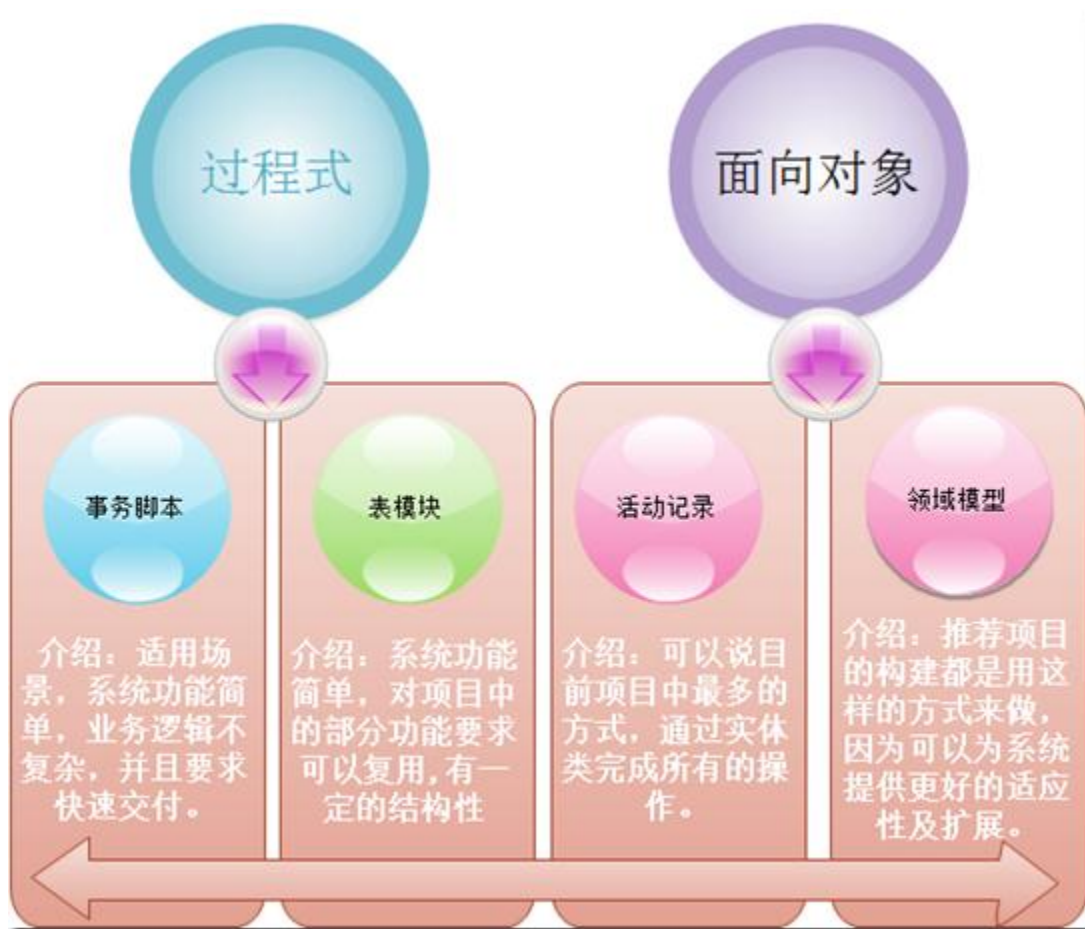 过程式
面向对象
事务脚本
介绍：适用场
景，系统功能简
单，业务逻辑不
复杂，并且要求
快速交付。
表模块
介绍：系统功能
简单，对项目中
的部分功能要求
可以复用,有一
定的结构性
活动记录
介绍：可以说目
前项目中最多的
方式，通过实体
类完成所有的操
作。
领域模型
介绍：推荐项目
的构建都是用这
样的方式来做，
因为可以为系统
提供更好的适应
性及扩展。